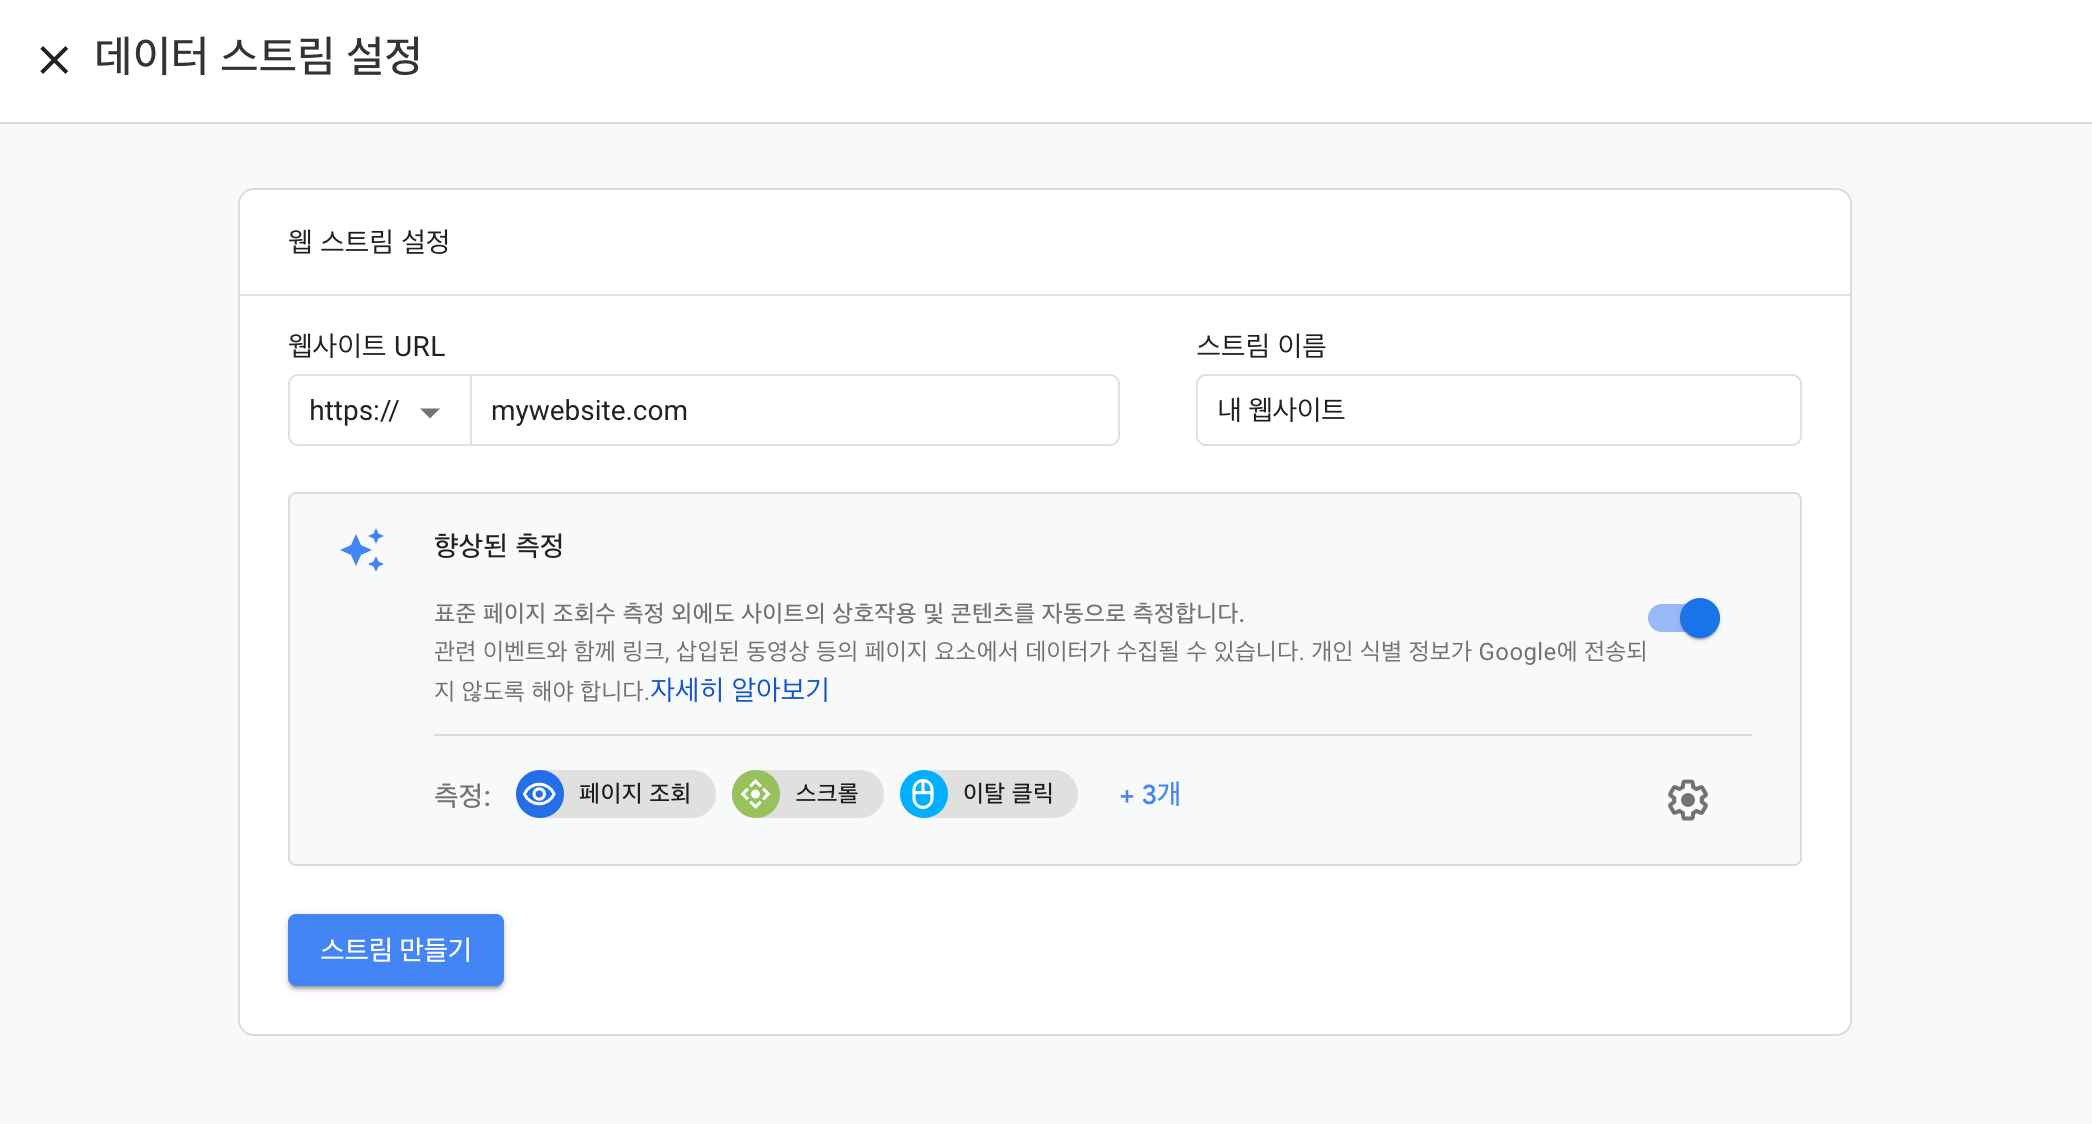 데이터 스트림 설정
웹 스트림 설정
웹사이트 URL
스트림 이름
https://
mywebsite.com
내 웹사이트
향상된 측정
표준 페이지 조회수 측정 외에도 사이트의 상호작용 및 콘텐츠를 자동으로 측정합니다.
관련 이벤트와 함께 링크, 삽입된 동영상 등의 페이지 요소에서 데이터가 수집될 수 있습니다. 개인 식별 정보가 Google에 전송되
지 않도록 해야 합니다.자세히 알아보기
측정: 페이지 조회 스크롤 이탈 클릭 + 3개
스트림 만들기